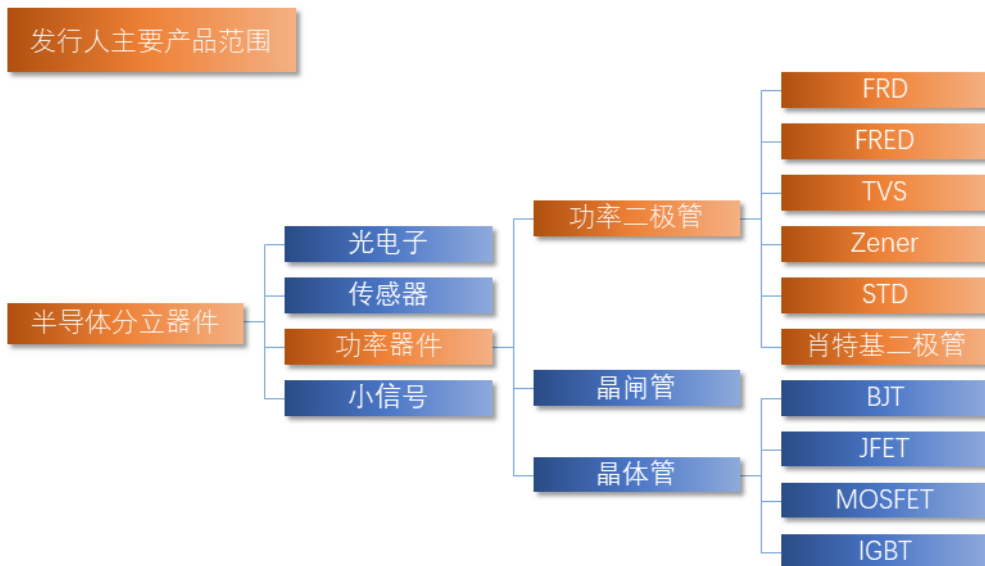 发行人主要产品范围
半导体分立器件
光电子
传感器
功率器件
小信号
功率二极管
晶闸管
晶体管
FRD
FRED
TVS
Zener
STD
肖特基二极管
BJT
JFET
MOSFET
IGBT